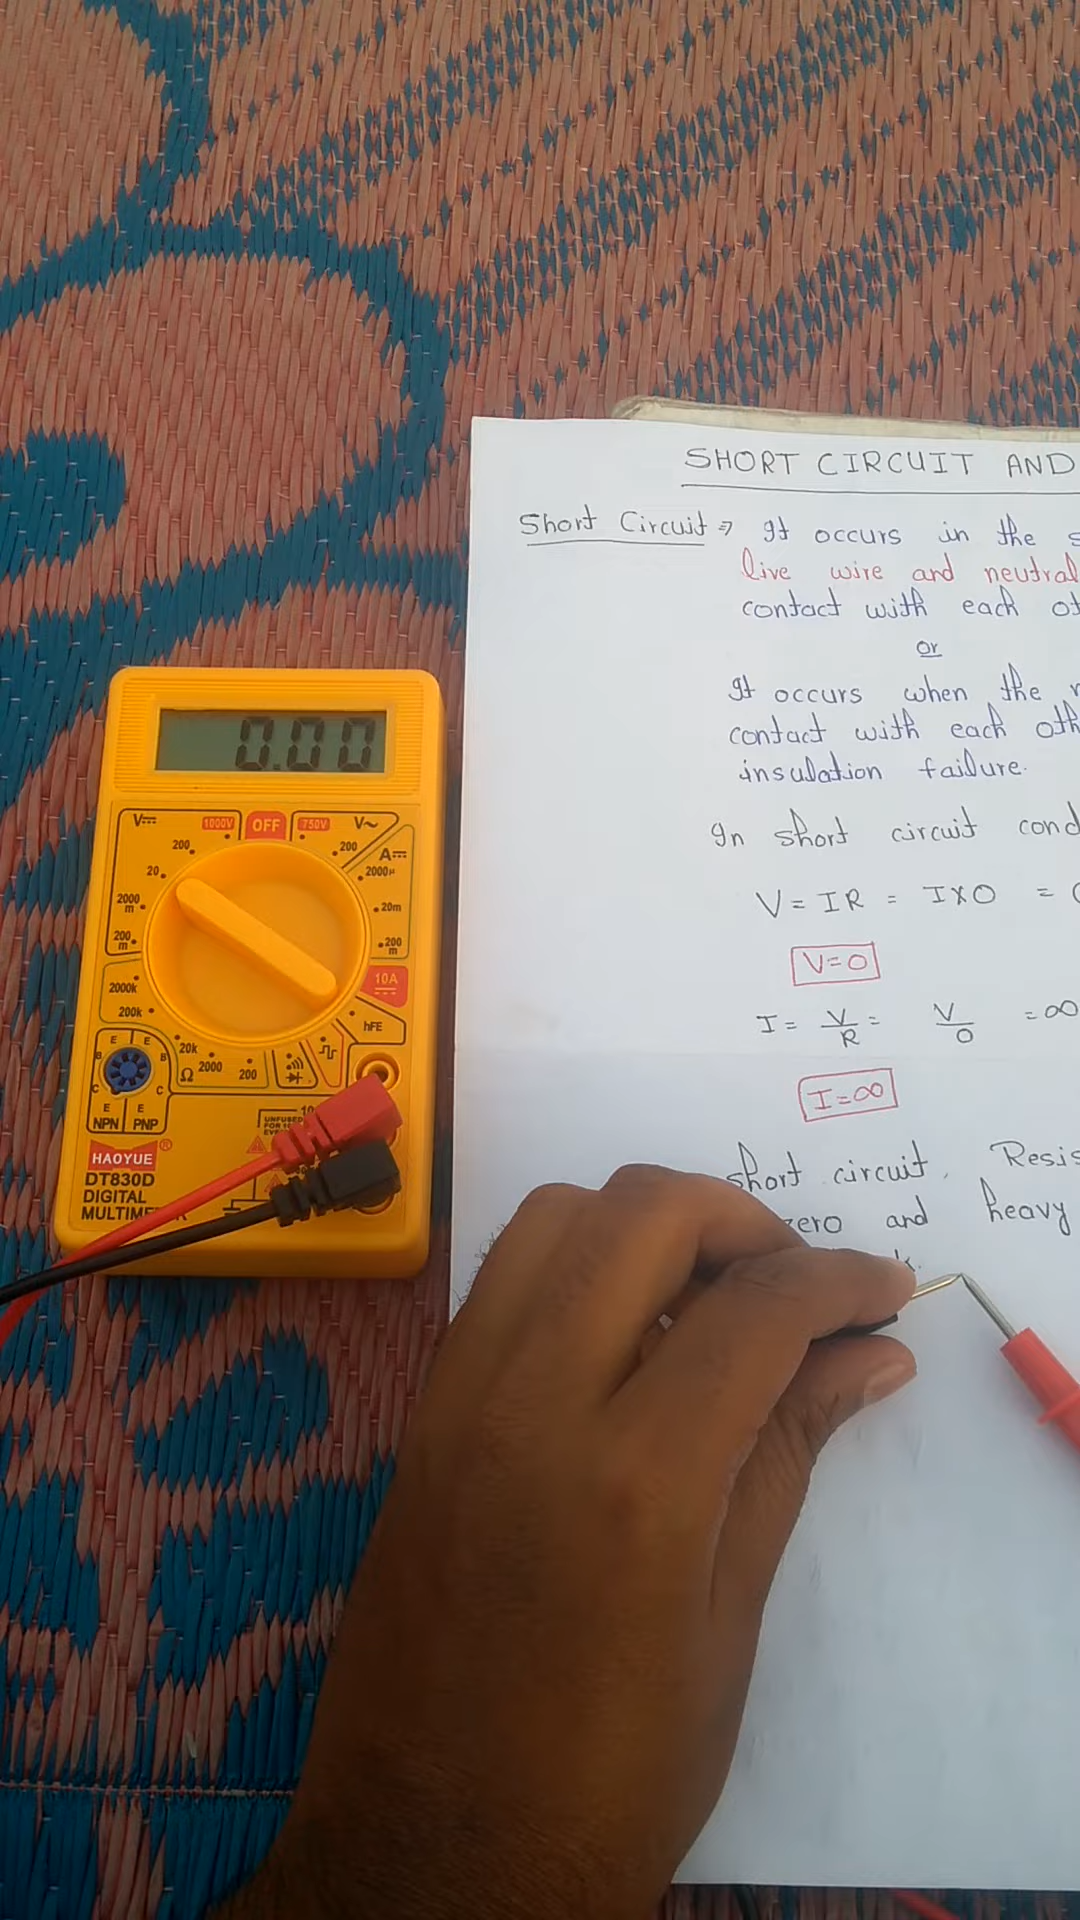 SHORT CIRCUIT AND
Short Circuit ⇒ It occurs in the
live wire and neutral
contact with each
or
It occurs when the
contact with each
insulation failure.
In short circuit
V = IR = I×0 =
V=0
I = V/R = V/0 = ∞
I=∞
short circuit, 
zero and heavy
0.00
V⎓ 1000V OFF 750V V~
200 200 A⎓
20 2000µ
2000m 20m
200m 200m
2000k 10A
200k hFE
20k
Ω 2000 200
E E
B B
C C
E E
NPN PNP
HAOYUE®
DT830D
DIGITAL